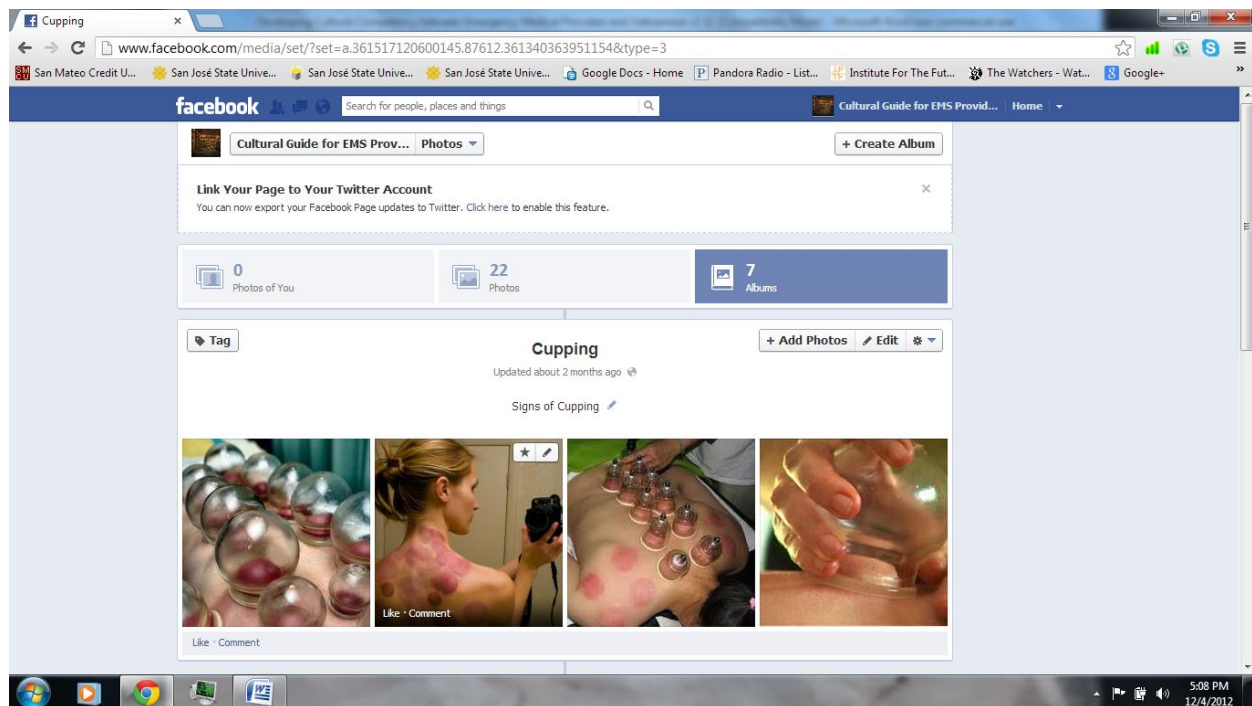 Cupping
www.facebook.com/media/set/?set=a.361517120600145.87612.361340363951154&type=3
San Mateo Credit U... San José State Unive... San José State Unive... San José State Unive... Google Docs - Home Pandora Radio - List... Institute For The Fut... The Watchers - Wat... Google+ »
facebook Search for people, places and things Cultural Guide for EMS Provid... Home
Cultural Guide for EMS Prov... Photos + Create Album
Link Your Page to Your Twitter Account
You can now export your Facebook Page updates to Twitter. Click here to enable this feature.
0 22 7
Photos of You Photos Albums
Tag + Add Photos Edit
Cupping
Updated about 2 months ago
Signs of Cupping
Like · Comment
Like · Comment
5:08 PM
12/4/2012